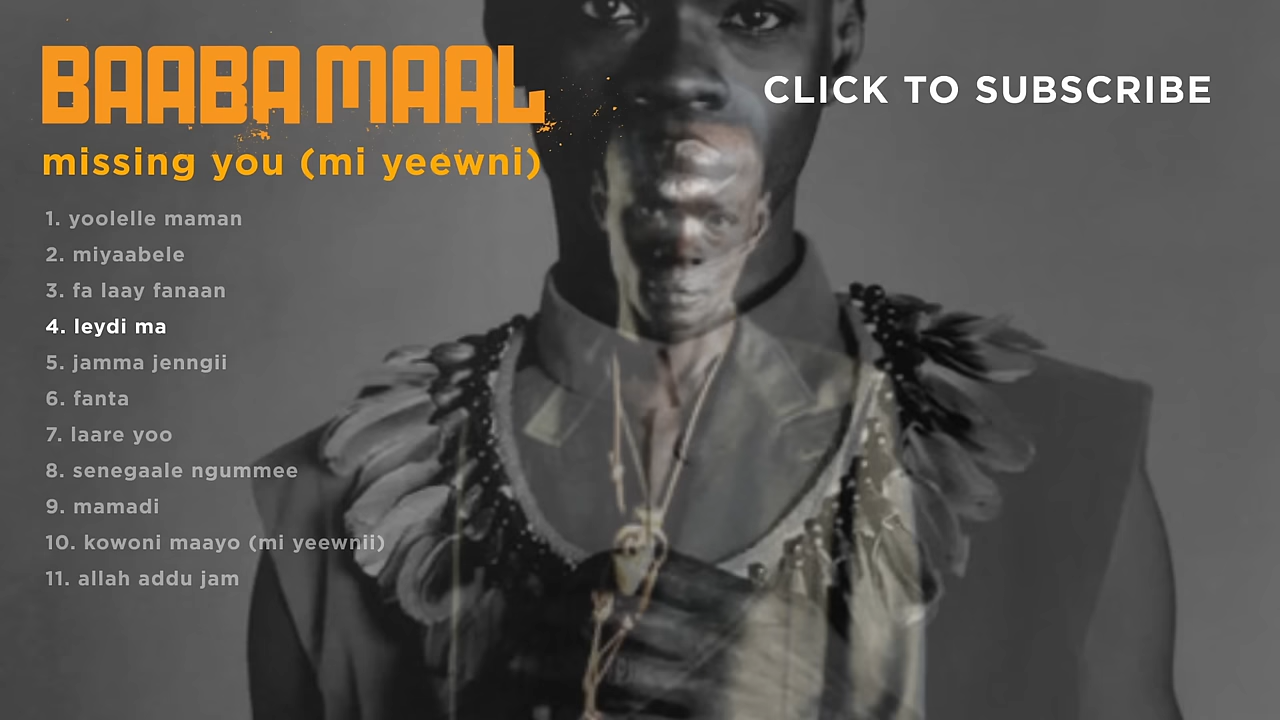 BAABA MAAL
missing you (mi yeewni)
CLICK TO SUBSCRIBE
1. yoolelle maman
2. miyaabele
3. fa laay fanaan
4. leydi ma
5. jamma jenngii
6. fanta
7. laare yoo
8. senegaale ngummee
9. mamadi
10. kowoni maayo (mi yeewnii)
11. allah addu jam